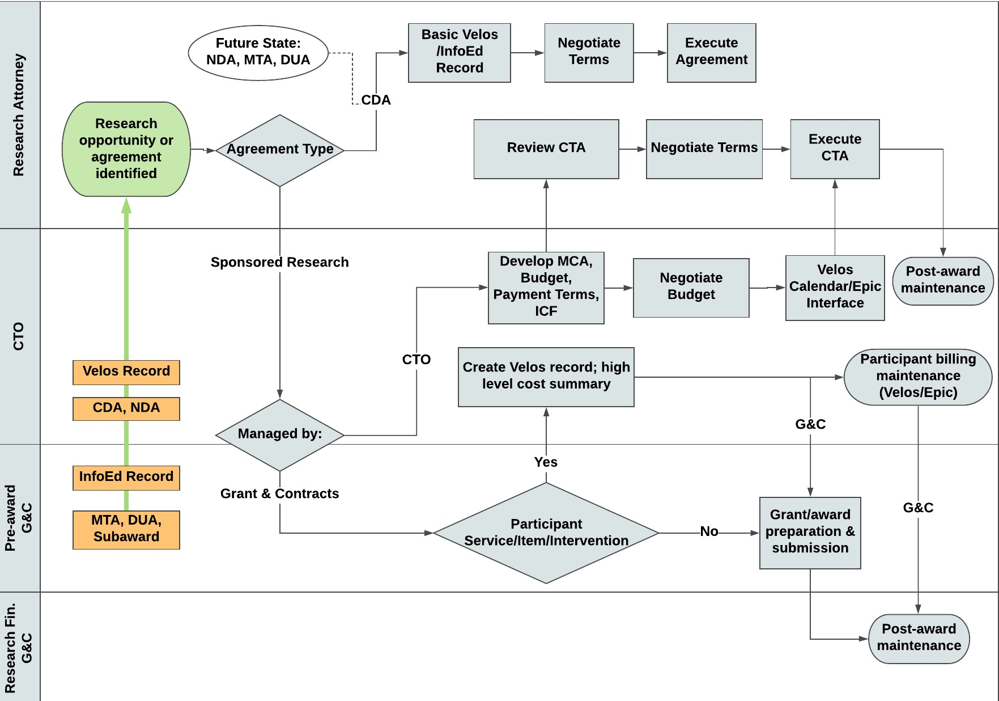 Research Attorney
Future State:
NDA, MTA, DUA
Basic Velos
/InfoEd
Record
Negotiate
Terms
Execute
Agreement
CDA
Research
opportunity or
agreement
identified
Agreement Type
Review CTA
Negotiate Terms
Execute
CTA
CTO
Sponsored Research
Develop MCA,
Budget,
Payment Terms,
ICF
Negotiate
Budget
Velos
Calendar/Epic
Interface
Post-award
maintenance
CTO
Create Velos record; high
level cost summary
Participant billing
maintenance
(Velos/Epic)
Velos Record
CDA, NDA
Managed by:
G&C
Pre-award
G&C
InfoEd Record
MTA, DUA,
Subaward
Grant & Contracts
Yes
Participant
Service/Item/Intervention
No
Grant/award
preparation &
submission
G&C
Research Fin.
G&C
Post-award
maintenance